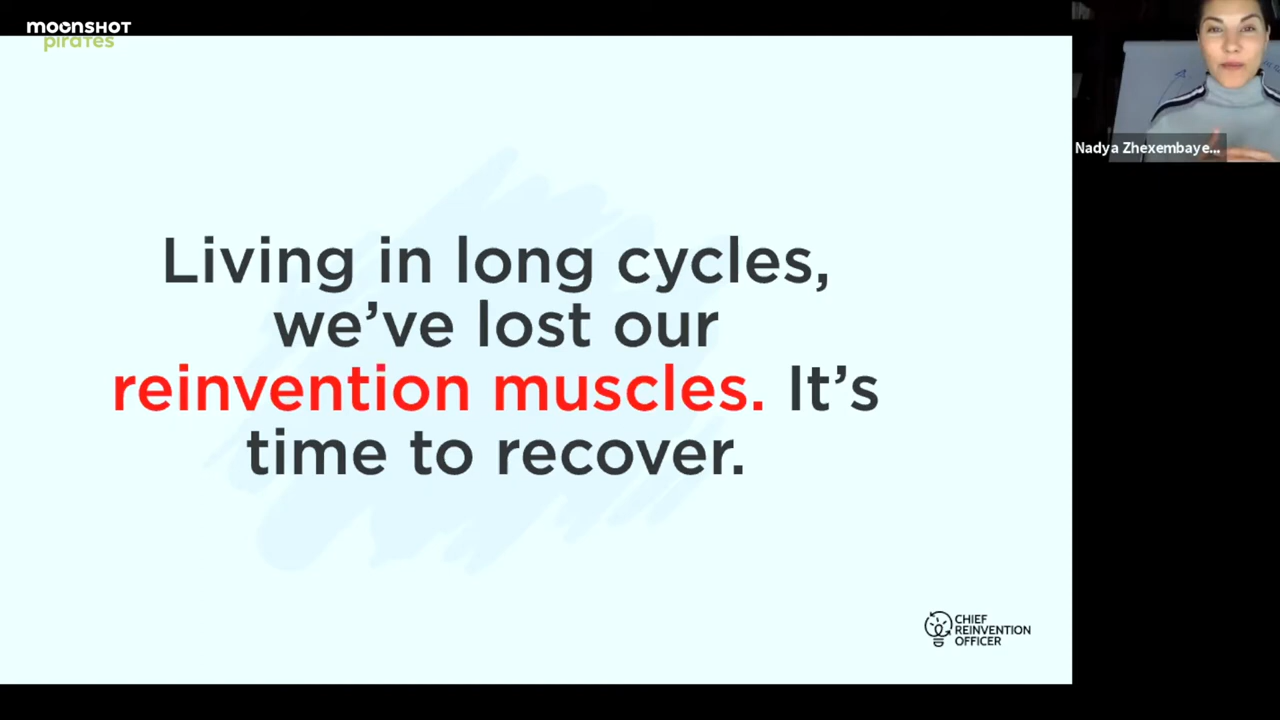 moonshot
pirates
Nadya Zhexembaye...
Living in long cycles,
we’ve lost our
reinvention muscles. It’s
time to recover.
CHIEF
REINVENTION
OFFICER